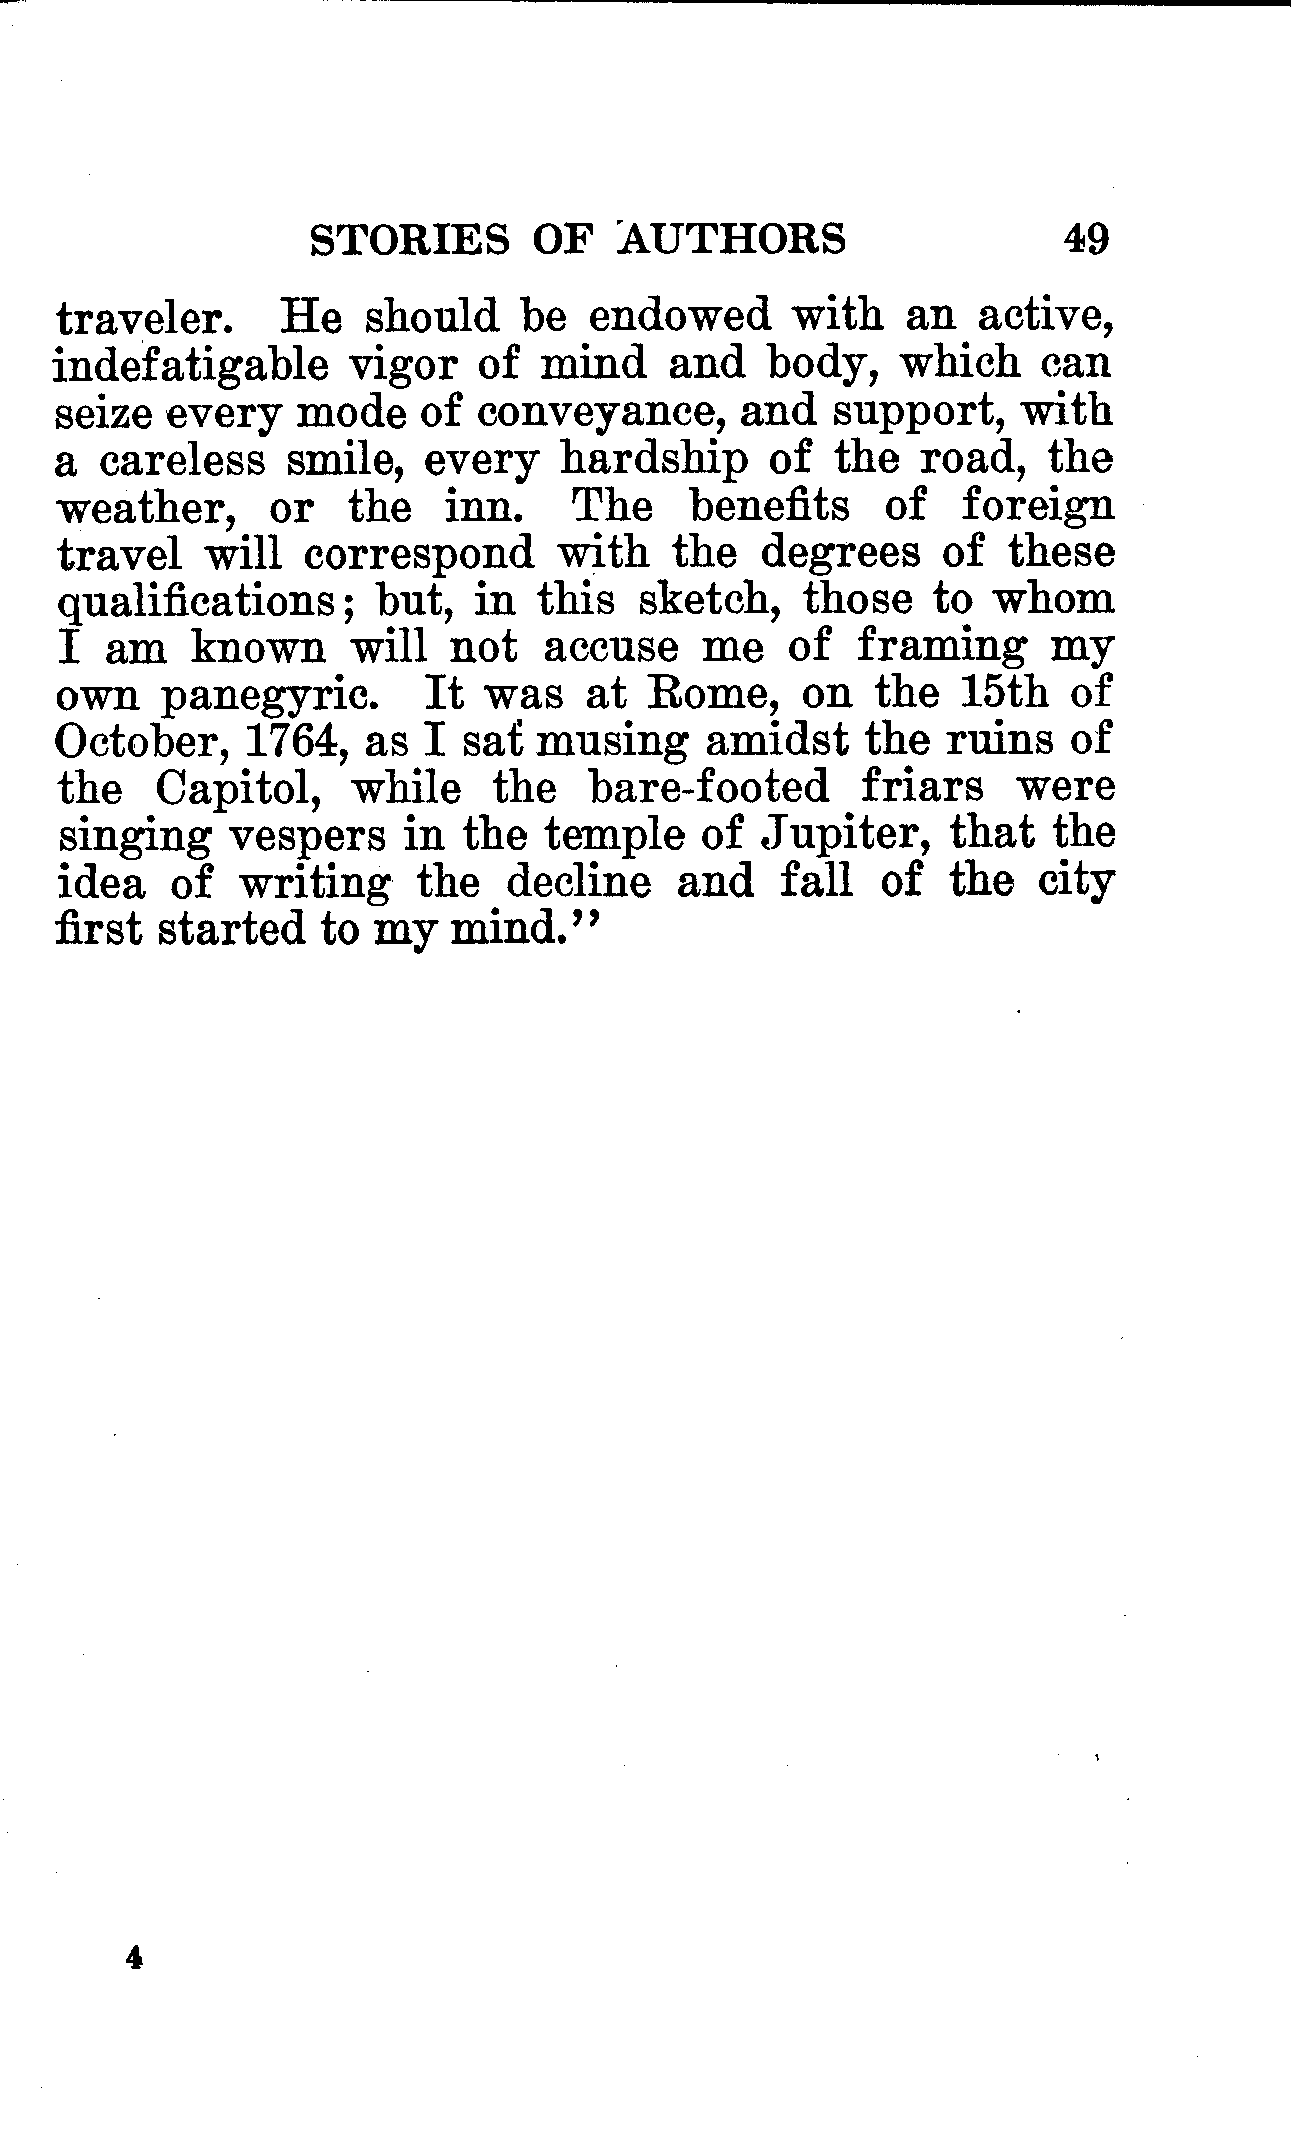 STORIES OF AUTHORS 49
traveler. He should be endowed with an active,
indefatigable vigor of mind and body, which can
seize every mode of conveyance, and support, with
a careless smile, every hardship of the road, the
weather, or the inn. The benefits of foreign
travel will correspond with the degrees of these
qualifications; but, in this sketch, those to whom
I am known will not accuse me of framing my
own panegyric. It was at Rome, on the 15th of
October, 1764, as I sat musing amidst the ruins of
the Capitol, while the bare-footed friars were
singing vespers in the temple of Jupiter, that the
idea of writing the decline and fall of the city
first started to my mind.”
4